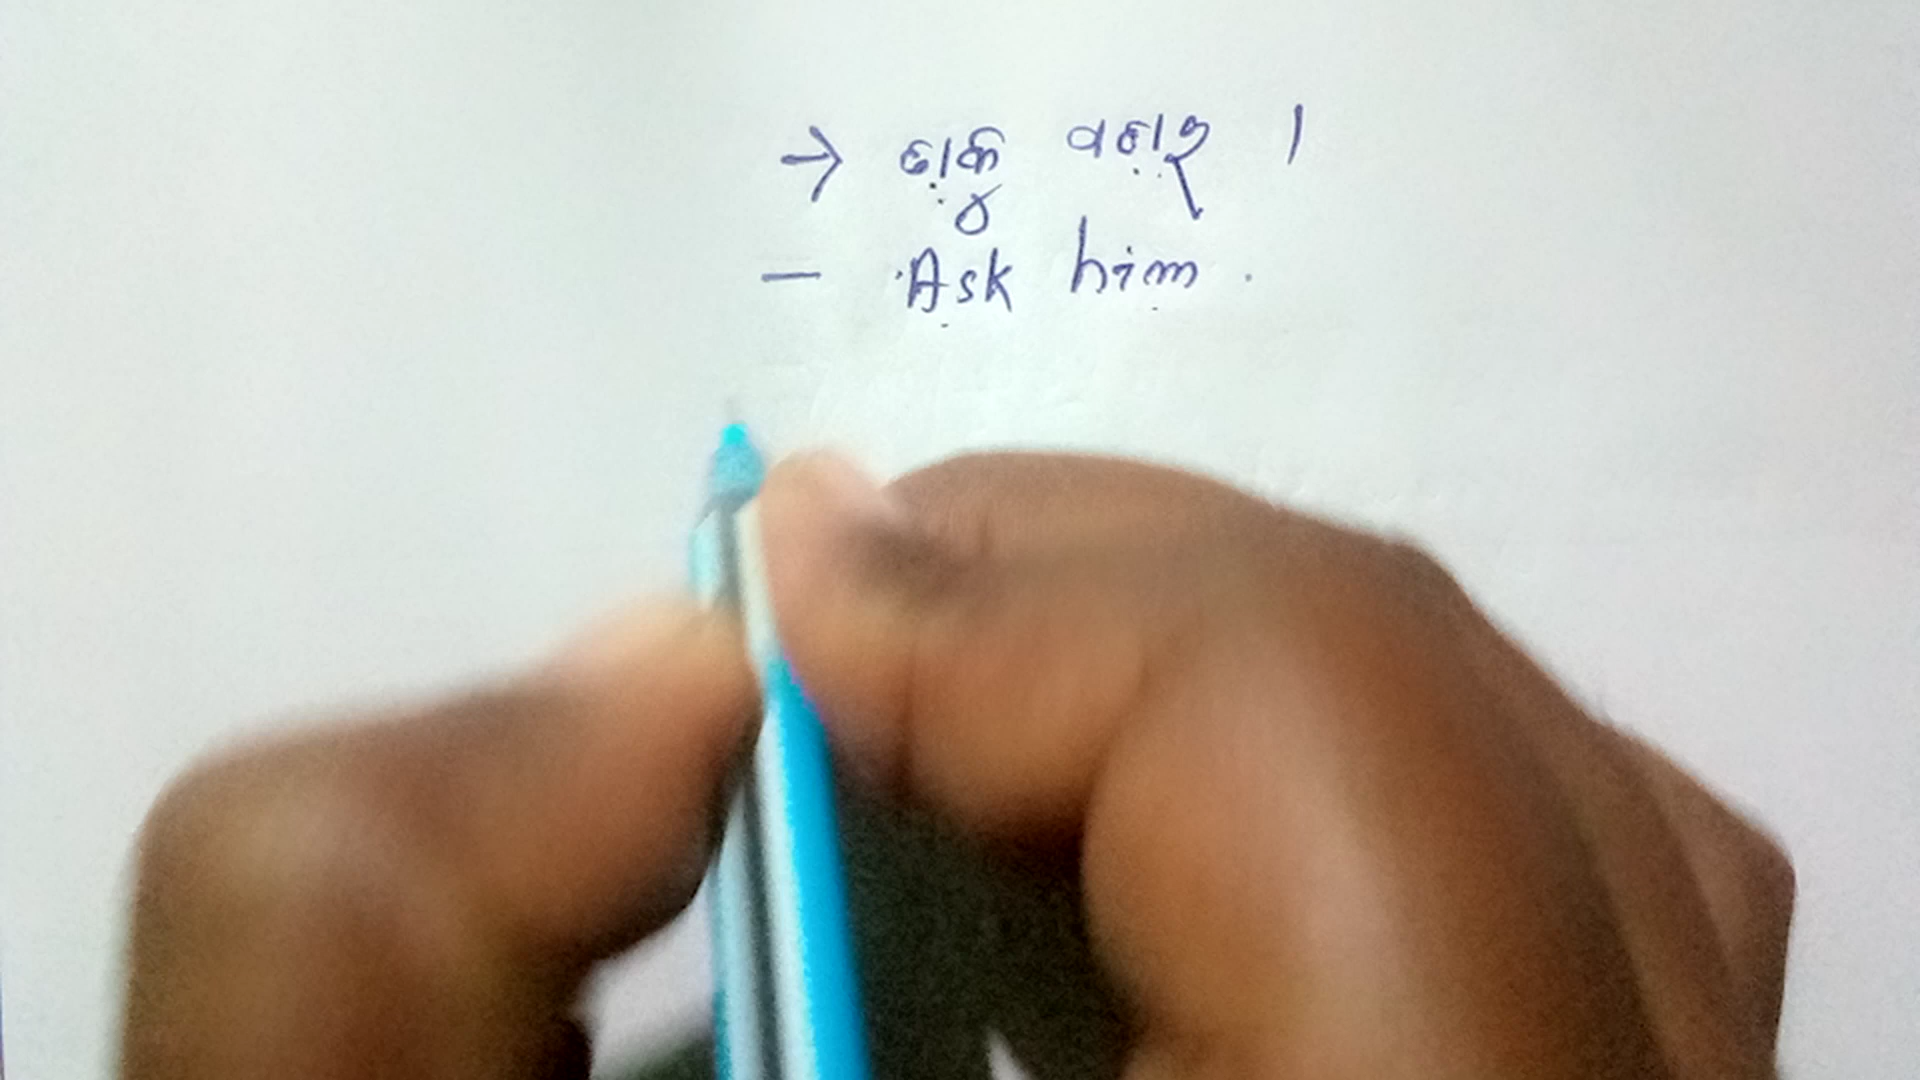 → ତାକୁ ପଚାର ।
— Ask him.